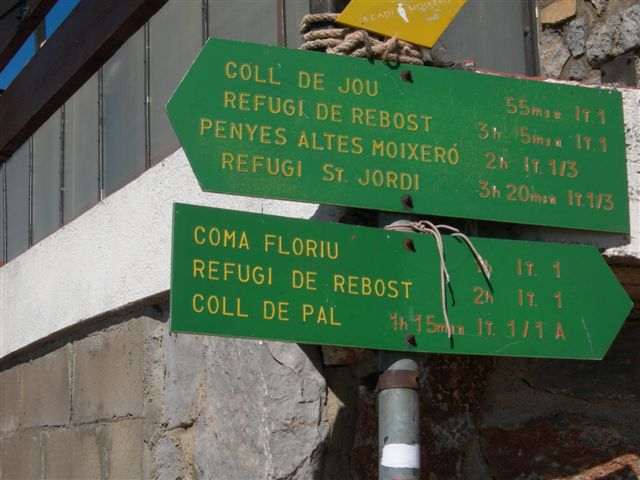 COLL DE JOU 55min It. 1
REFUGI DE REBOST 3h 15min It. 1
PENYES ALTES MOIXERÓ 2h It. 1/3
REFUGI St. JORDI 3h 20min It. 1/3
COMA FLORIU It. 1
REFUGI DE REBOST 2h It. 1
COLL DE PAL 4h 15min It. 1/1 A